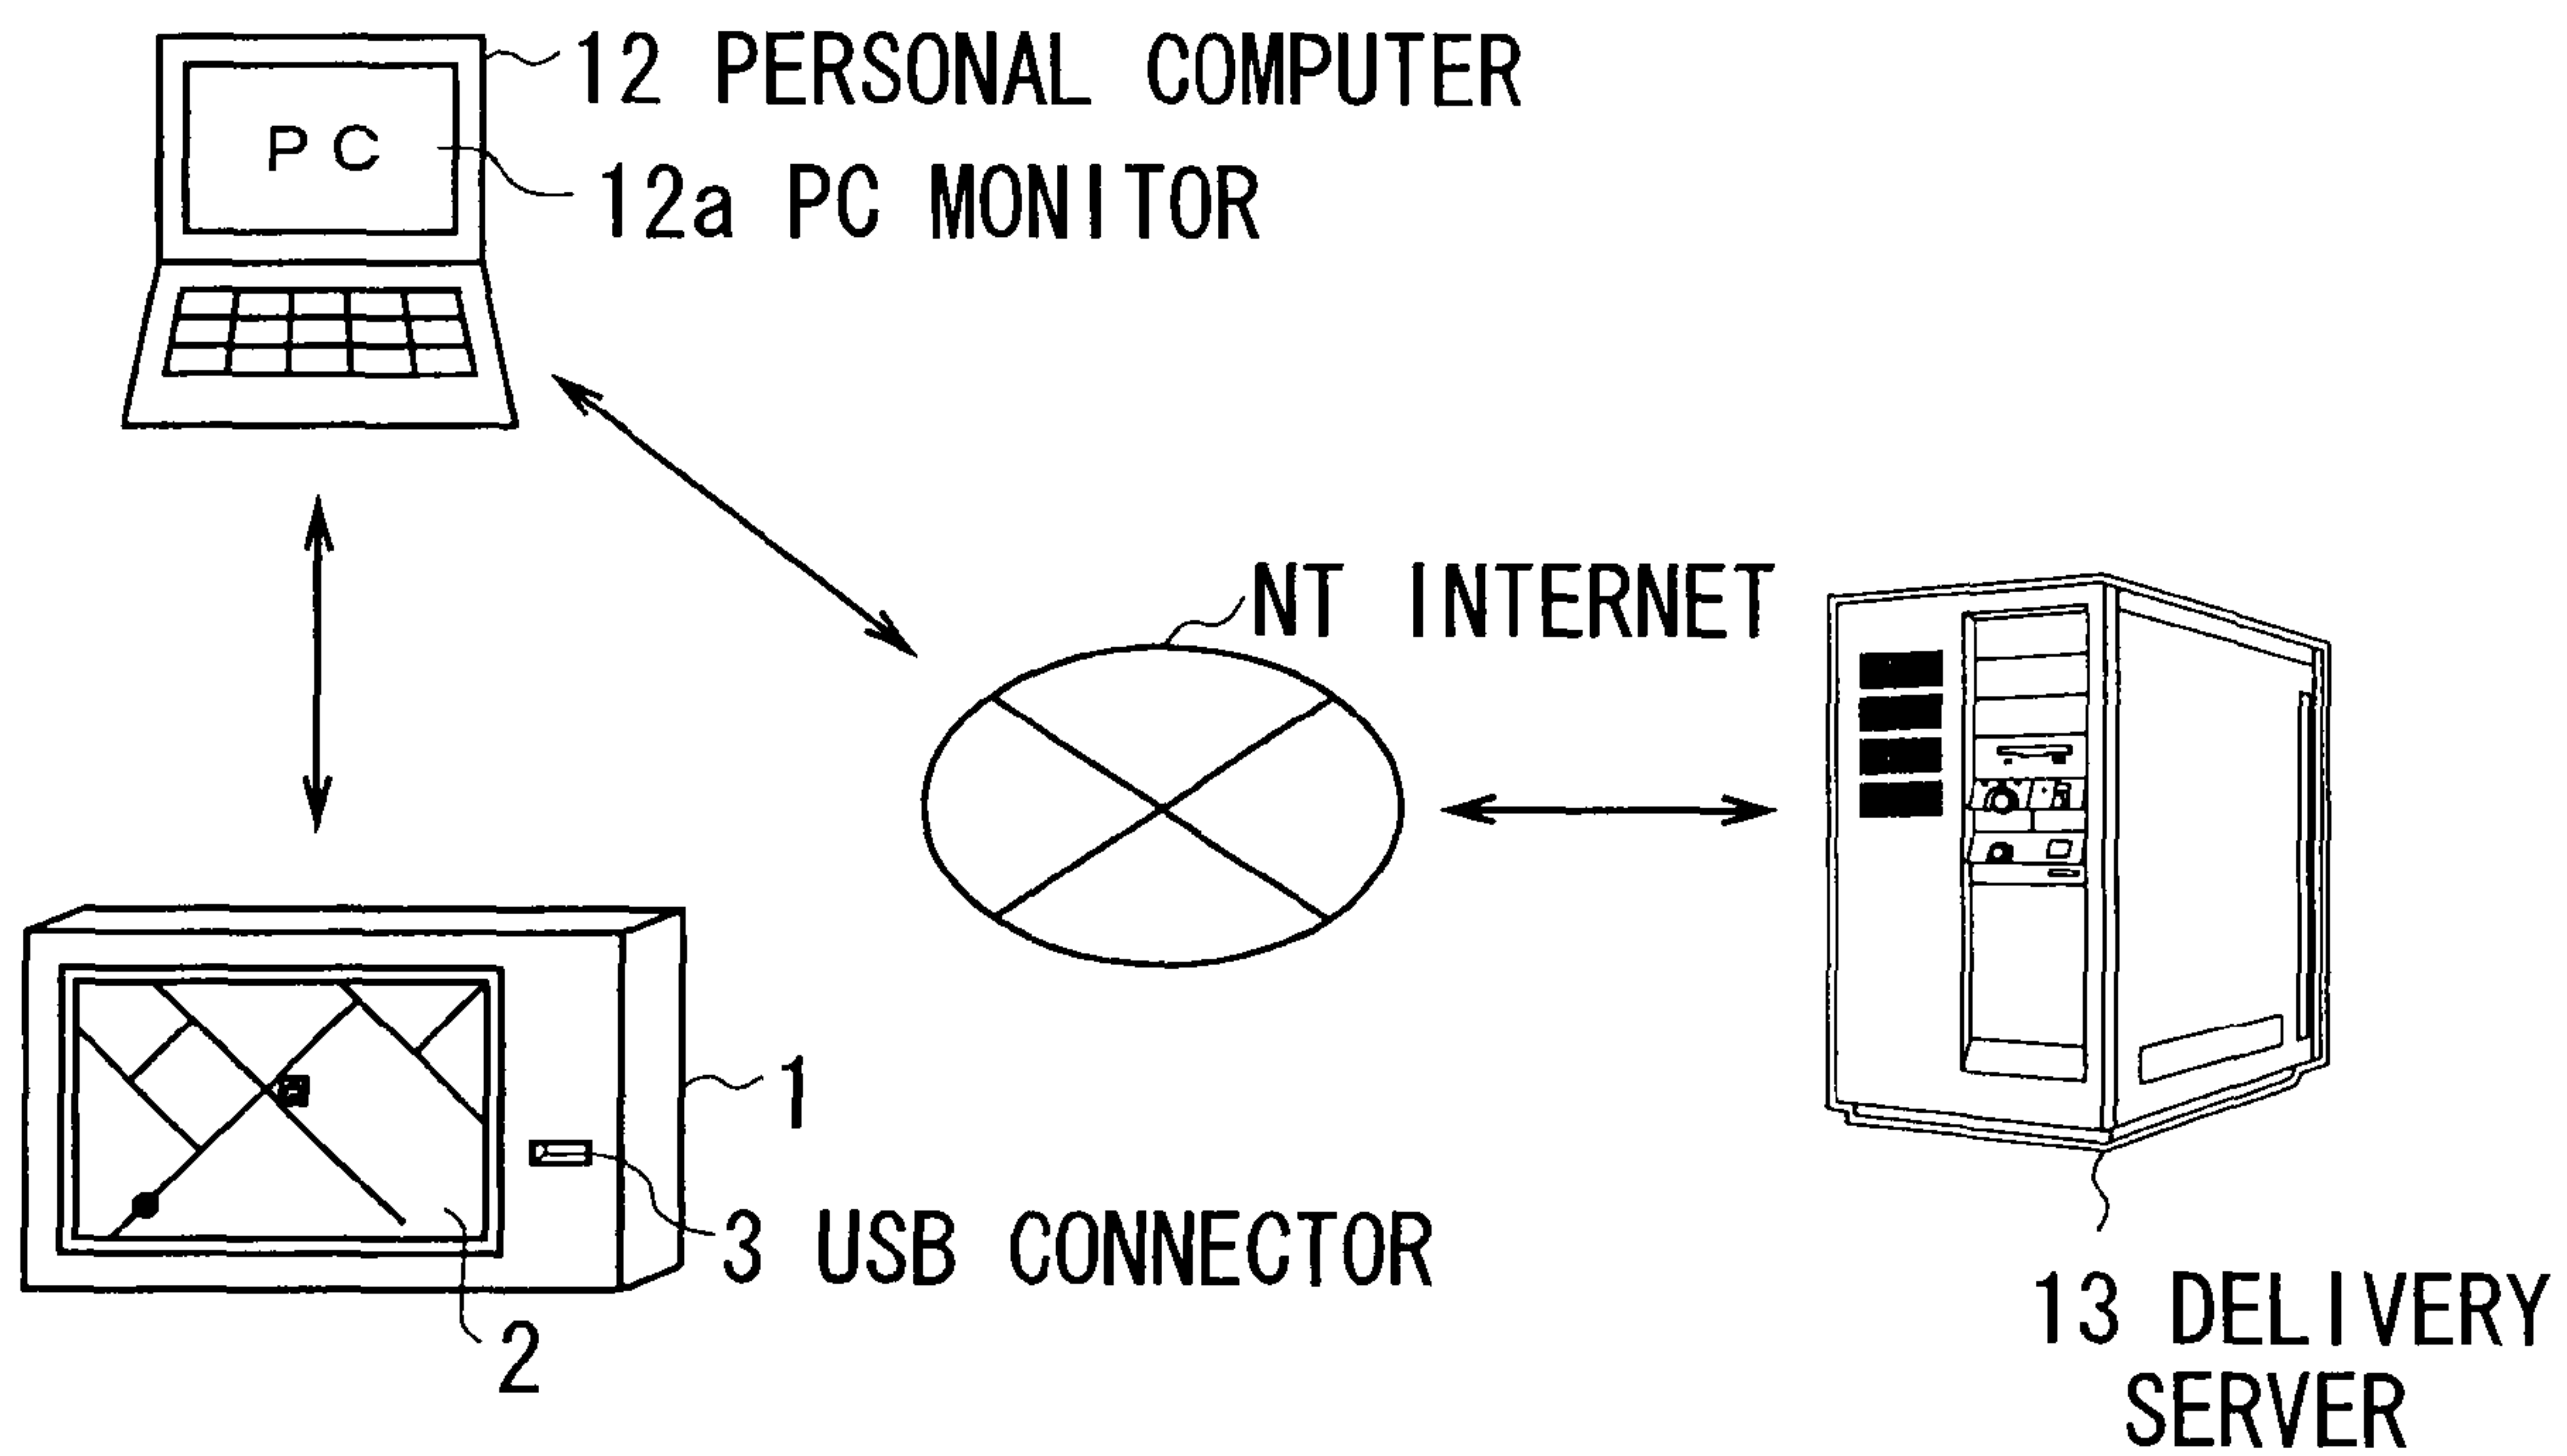 12 PERSONAL COMPUTER
PC
12a PC MONITOR
NT INTERNET
1
3 USB CONNECTOR
2
13 DELIVERY
SERVER